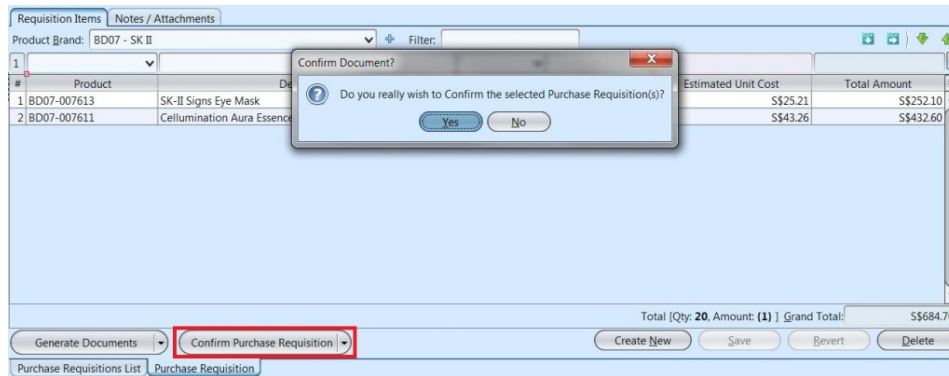 Requisition Items Notes / Attachments
Product Brand: BD07 - SK II Filter:
1
Confirm Document?
# Product De Estimated Unit Cost Total Amount
1 BD07-007613 SK-II Signs Eye Mask S$25.21 S$252.10
2 BD07-007611 Cellumination Aura Essence S$43.26 S$432.60
Do you really wish to Confirm the selected Purchase Requisition(s)?
Yes No
Total [Qty: 20, Amount: {1} ] Grand Total: S$684.7
Generate Documents Confirm Purchase Requisition Create New Save Revert Delete
Purchase Requisitions List Purchase Requisition